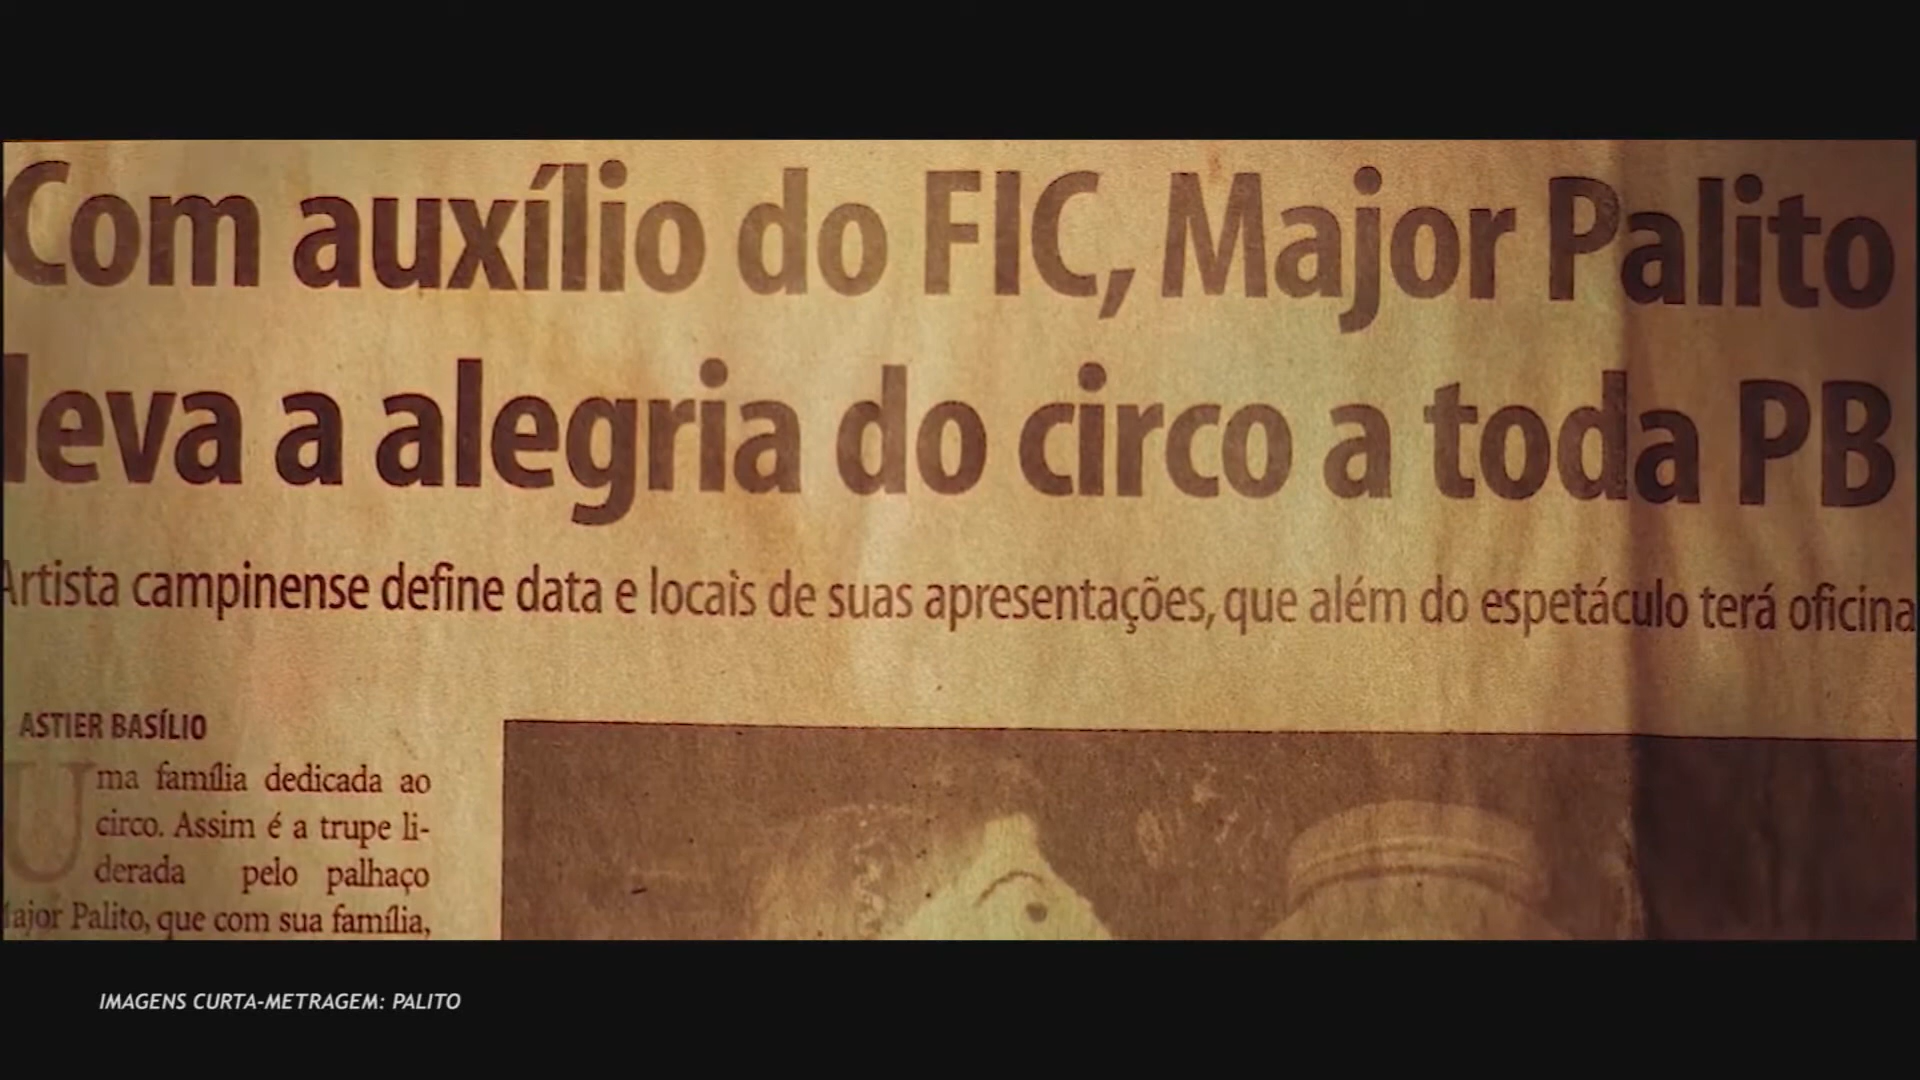 Com auxílio do FIC, Major Palito
leva a alegria do circo a toda PB
Artista campinense define data e locais de suas apresentações, que além do espetáculo terá oficina
ASTIER BASÍLIO
Uma família dedicada ao
circo. Assim é a trupe li-
derada pelo palhaço
Major Palito, que com sua família,
IMAGENS CURTA-METRAGEM: PALITO